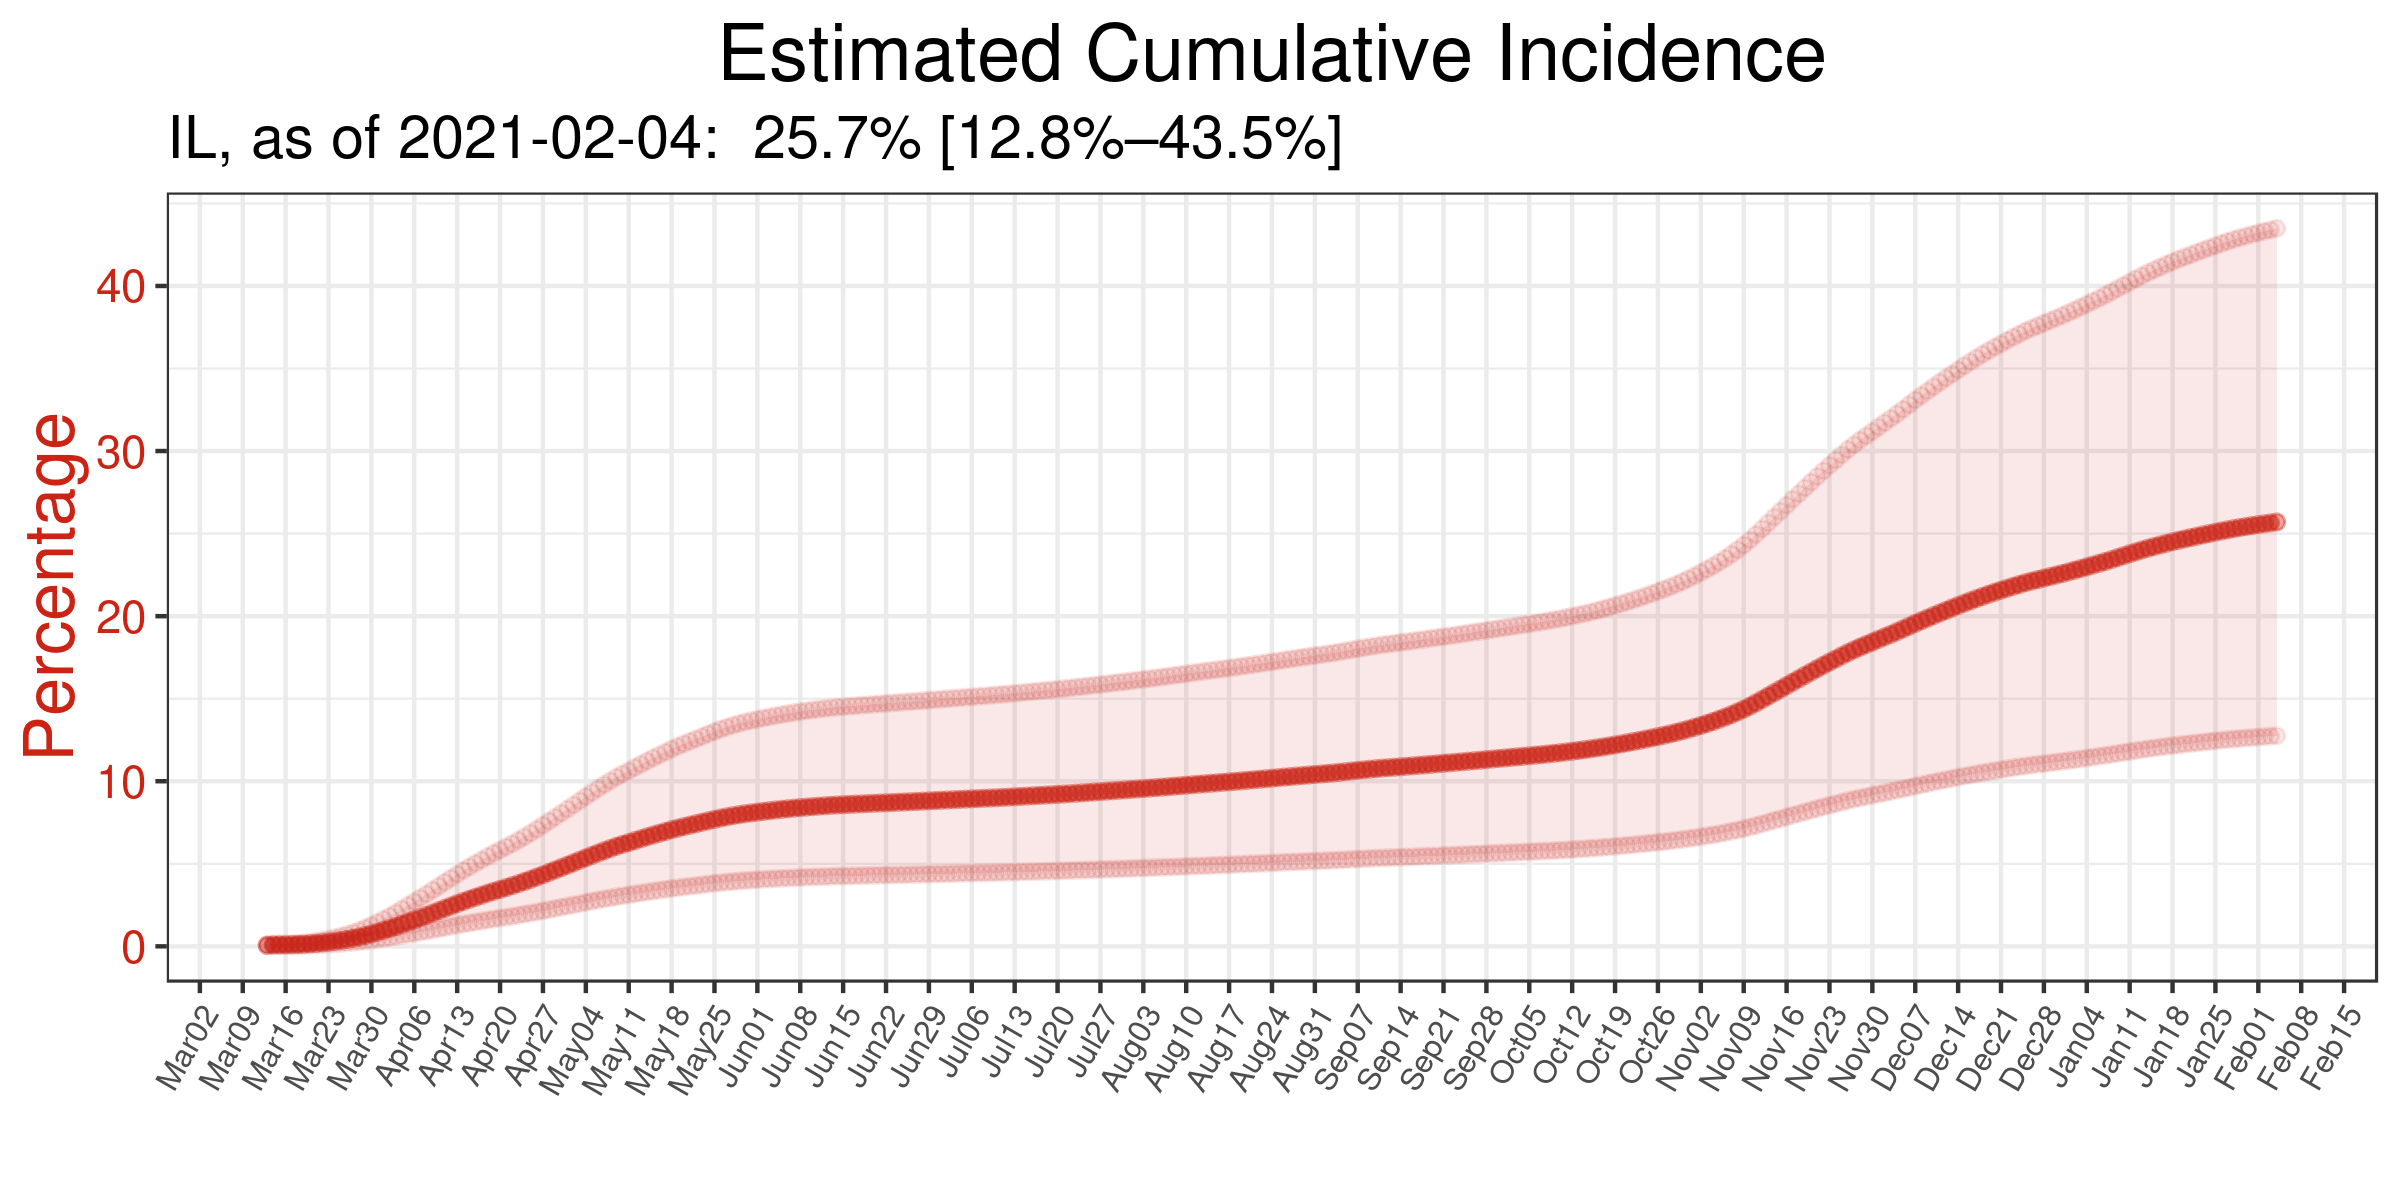 Estimated Cumulative Incidence
IL, as of 2021-02-04:  25.7% [12.8%–43.5%]
Percentage
40
30
20
10
0
Mar02
Mar09
Mar16
Mar23
Mar30
Apr06
Apr13
Apr20
Apr27
May04
May11
May18
May25
Jun01
Jun08
Jun15
Jun22
Jun29
Jul06
Jul13
Jul20
Jul27
Aug03
Aug10
Aug17
Aug24
Aug31
Sep07
Sep14
Sep21
Sep28
Oct05
Oct12
Oct19
Oct26
Nov02
Nov09
Nov16
Nov23
Nov30
Dec07
Dec14
Dec21
Dec28
Jan04
Jan11
Jan18
Jan25
Feb01
Feb08
Feb15